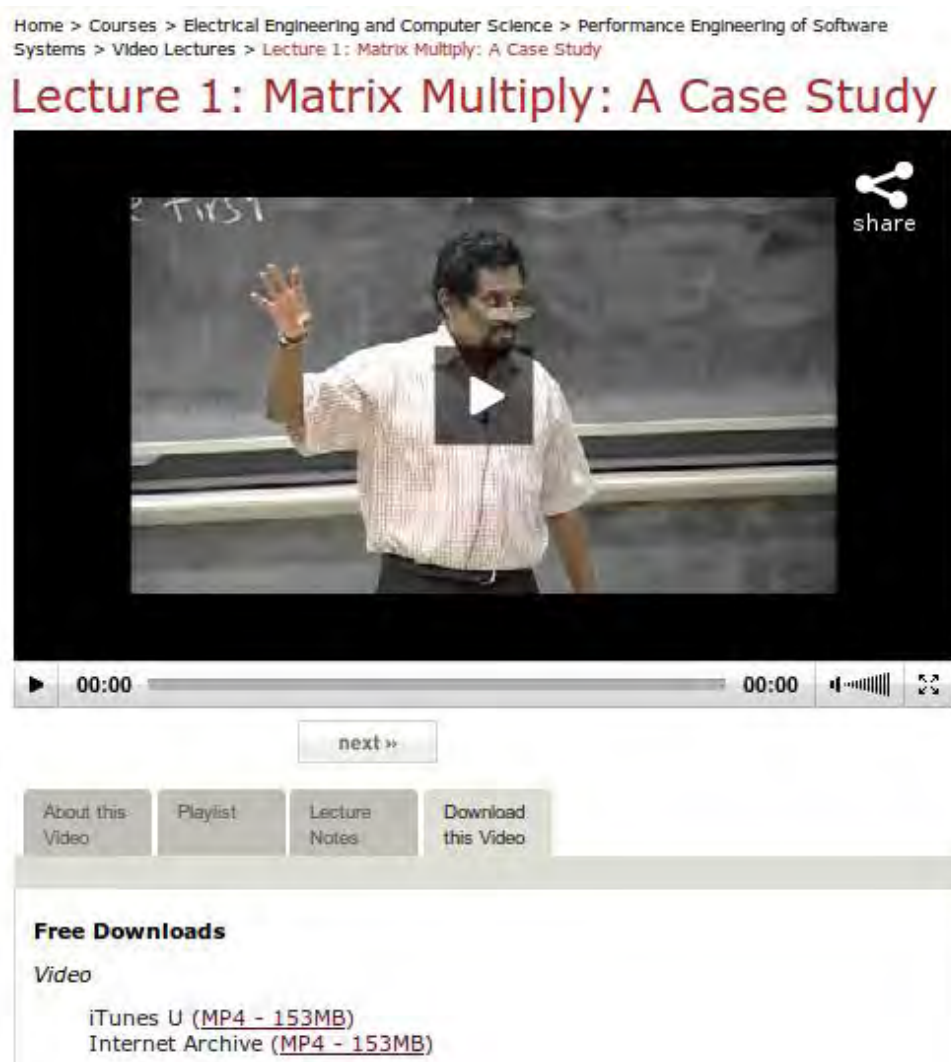 Home > Courses > Electrical Engineering and Computer Science > Performance Engineering of Software
Systems > Video Lectures > Lecture 1: Matrix Multiply: A Case Study
Lecture 1: Matrix Multiply: A Case Study
First
share
00:00 00:00
next »
About this Video
Playlist
Lecture Notes
Download this Video
Free Downloads
Video
iTunes U (MP4 - 153MB)
Internet Archive (MP4 - 153MB)